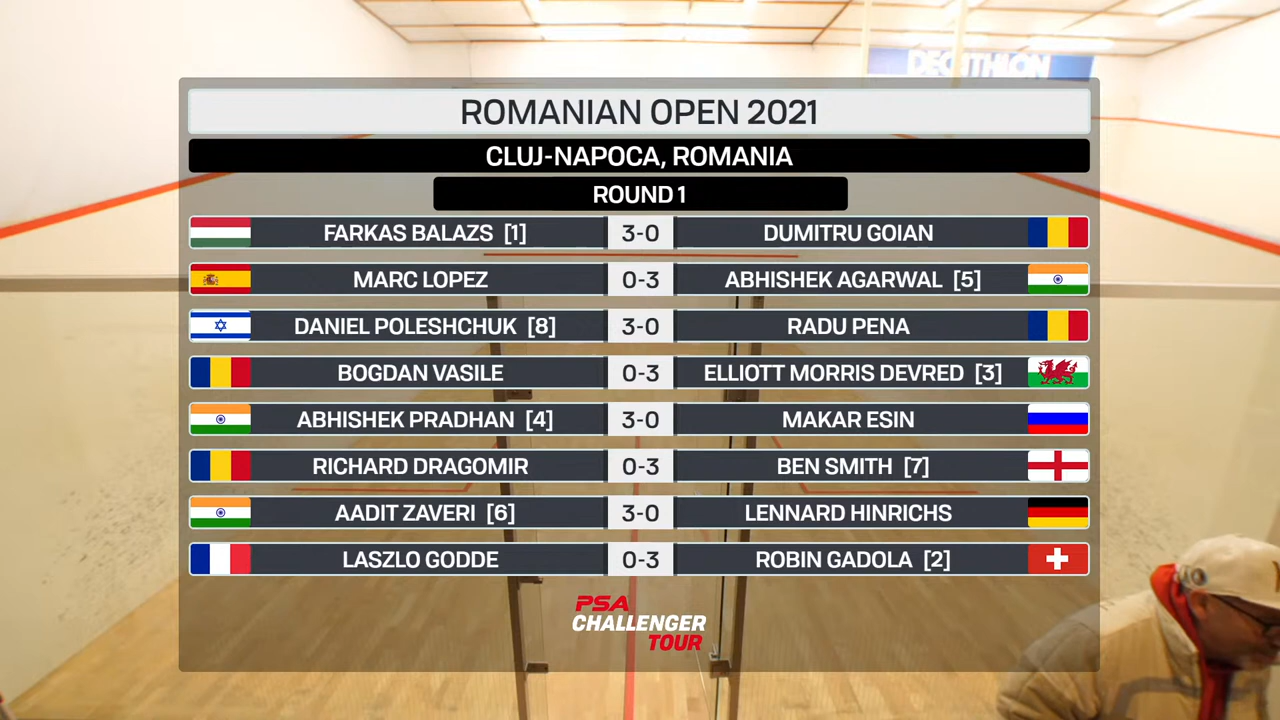 DECATHLON
ROMANIAN OPEN 2021
CLUJ-NAPOCA, ROMANIA
ROUND 1
FARKAS BALAZS [1] 3-0 DUMITRU GOIAN
MARC LOPEZ 0-3 ABHISHEK AGARWAL [5]
DANIEL POLESHCHUK [8] 3-0 RADU PENA
BOGDAN VASILE 0-3 ELLIOTT MORRIS DEVRED [3]
ABHISHEK PRADHAN [4] 3-0 MAKAR ESIN
RICHARD DRAGOMIR 0-3 BEN SMITH [7]
AADIT ZAVERI [6] 3-0 LENNARD HINRICHS
LASZLO GODDE 0-3 ROBIN GADOLA [2]
PSA
CHALLENGER
TOUR